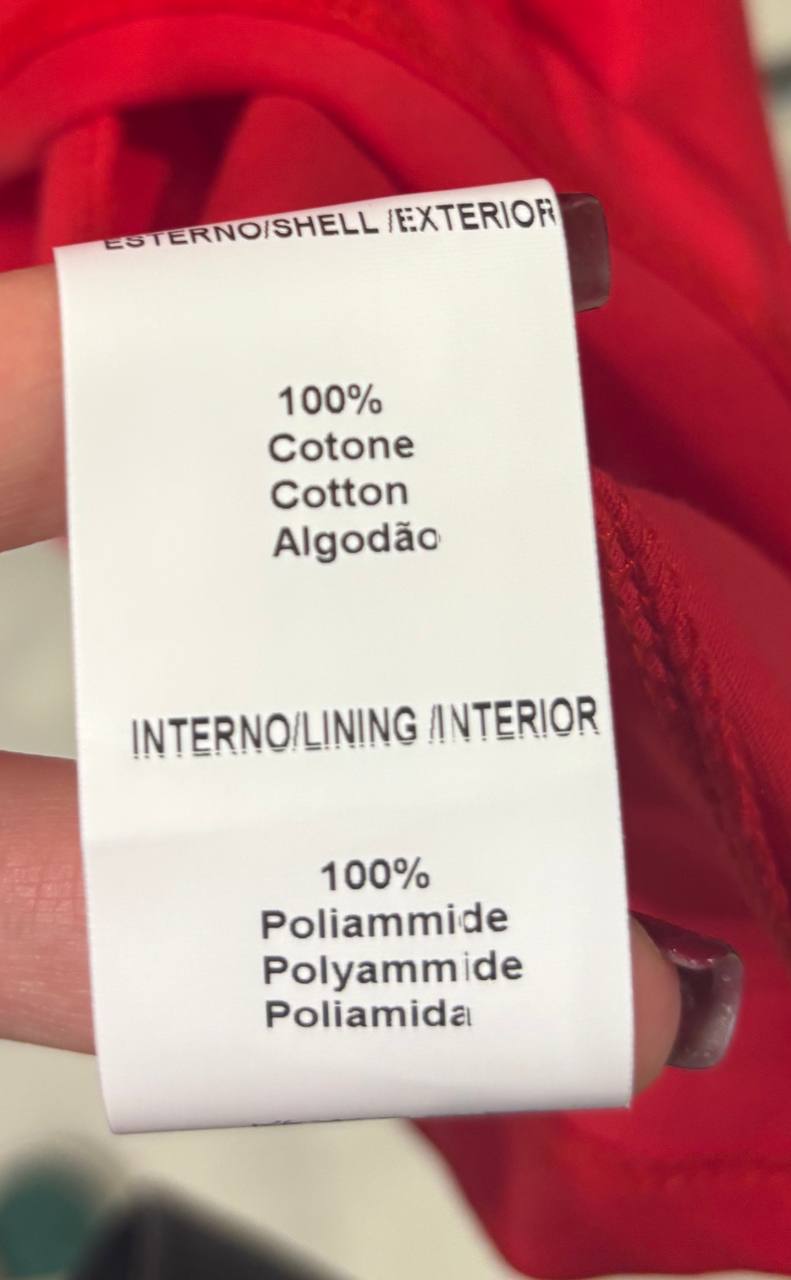 ESTERNO/SHELL /EXTERIOR
100%
Cotone
Cotton
Algodão
INTERNO/LINING /INTERIOR
100%
Poliammide
Polyammide
Poliamida